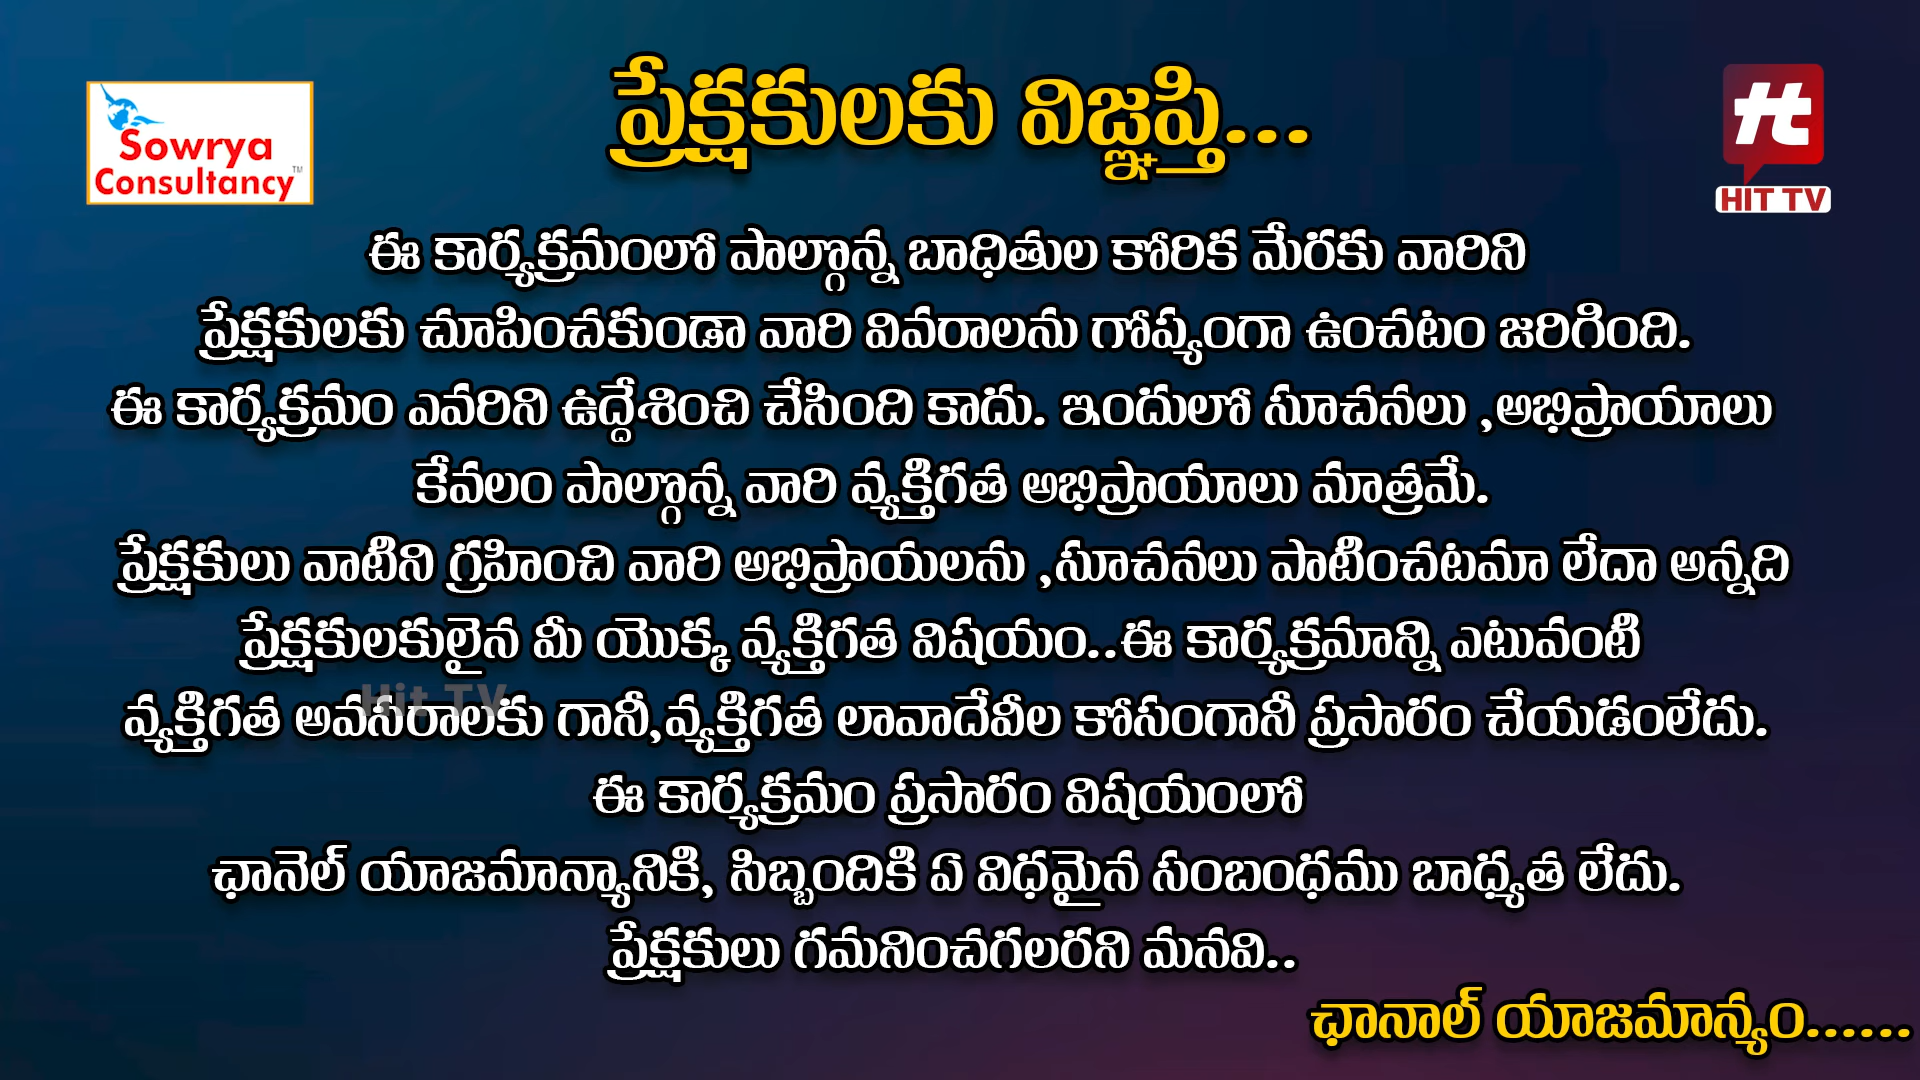 ప్రేక్షకులకు విజ్ఞప్తి...
Sowrya
Consultancy™
HIT TV
ఈ కార్యక్రమంలో పాల్గొన్న బాధితుల కోరిక మేరకు వారిని
ప్రేక్షకులకు చూపించకుండా వారి వివరాలను గోప్యంగా ఉంచటం జరిగింది.
ఈ కార్యక్రమం ఎవరిని ఉద్దేశించి చేసింది కాదు. ఇందులో సూచనలు ,అభిప్రాయాలు
కేవలం పాల్గొన్న వారి వ్యక్తిగత అభిప్రాయాలు మాత్రమే.
ప్రేక్షకులు వాటిని గ్రహించి వారి అభిప్రాయలను ,సూచనలు పాటించటమా లేదా అన్నది
ప్రేక్షకులకులైన మీ యొక్క వ్యక్తిగత విషయం..ఈ కార్యక్రమాన్ని ఎటువంటి
Hit TV
వ్యక్తిగత అవసరాలకు గానీ,వ్యక్తిగత లావాదేవీల కోసంగానీ ప్రసారం చేయడంలేదు.
ఈ కార్యక్రమం ప్రసారం విషయంలో
ఛానెల్ యాజమాన్యానికి, సిబ్బందికి ఏ విధమైన సంబంధము బాధ్యత లేదు.
ప్రేక్షకులు గమనించగలరని మనవి..
ఛానాల్ యాజమాన్యం......